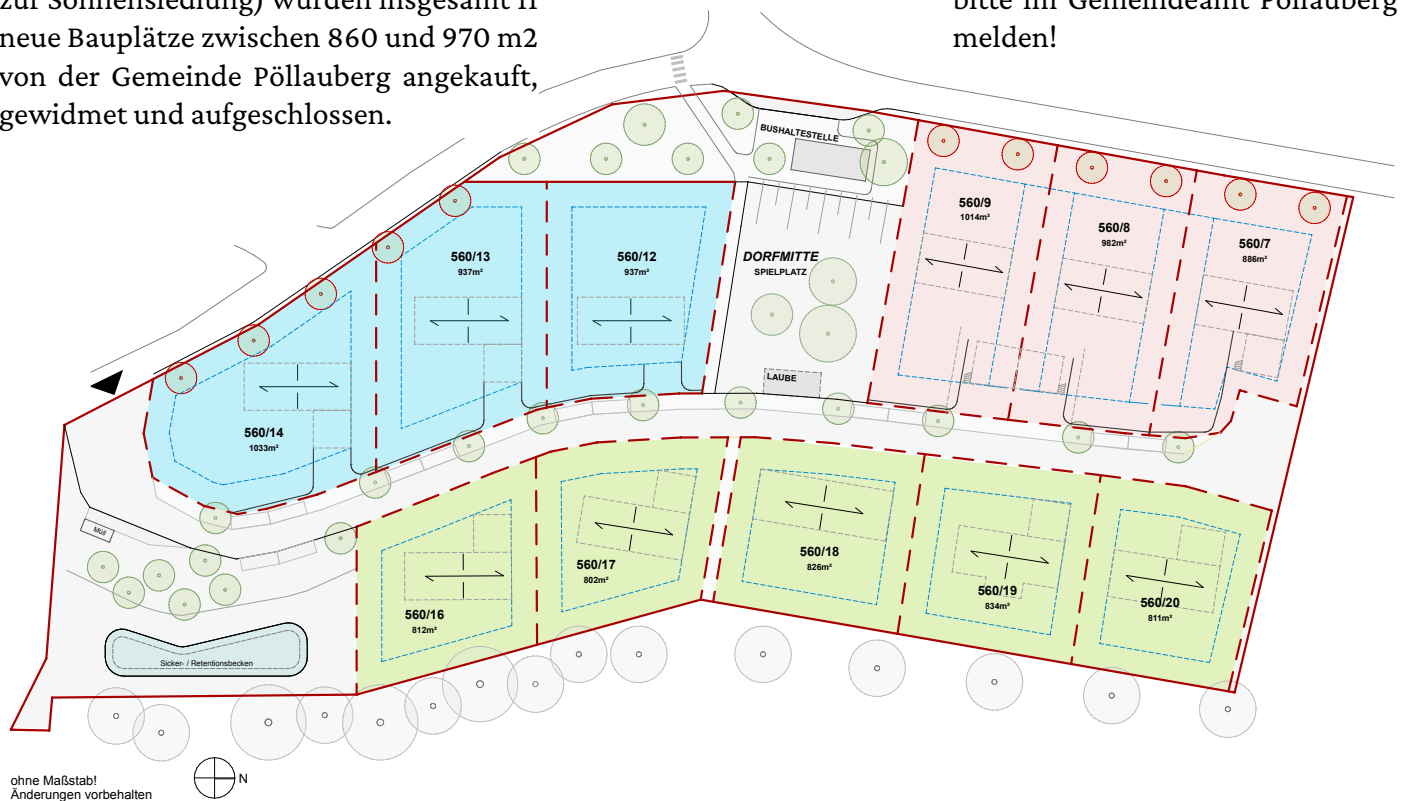 zur Sonnensiedlung) wurden insgesamt 11
neue Bauplätze zwischen 860 und 970 m2
von der Gemeinde Pöllauberg angekauft,
gewidmet und aufgeschlossen.
bitte im Gemeindeamt Pöllauberg
melden!
BUSHALTESTELLE
560/9
1014m²
560/8
982m²
560/7
886m²
560/13
937m²
560/12
937m²
DORFMITTE
SPIELPLATZ
LAUBE
560/14
1033m²
Müll
560/16
812m²
560/17
802m²
560/18
826m²
560/19
834m²
560/20
811m²
Sicker- / Retentionsbecken
N
ohne Maßstab!
Änderungen vorbehalten